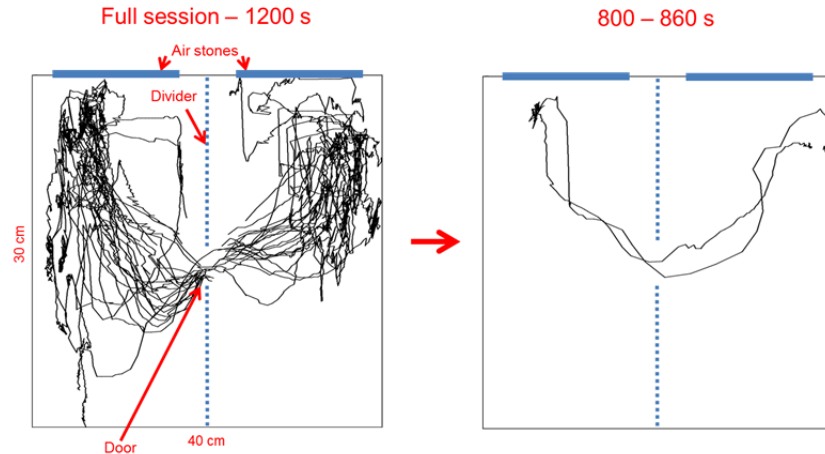 Full session – 1200 s
800 – 860 s
Air stones
Divider
30 cm
40 cm
Door